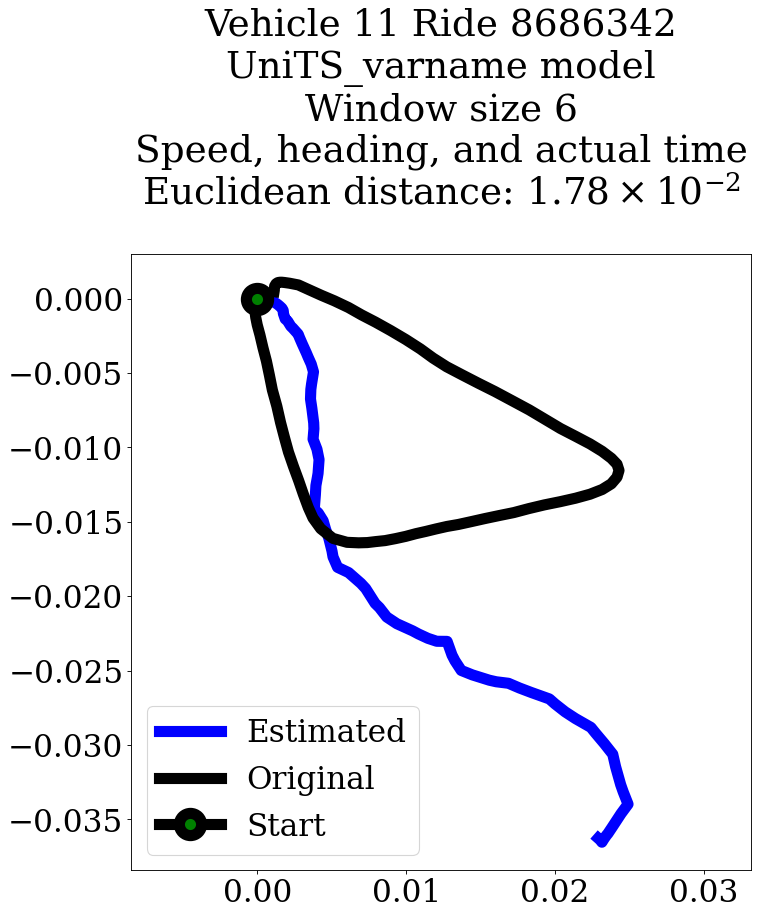 Vehicle 11 Ride 8686342
UniTS_varname model
Window size 6
Speed, heading, and actual time
Euclidean distance: 1.78 × 10⁻²
0.000
−0.005
−0.010
−0.015
−0.020
−0.025
−0.030
−0.035
Estimated
Original
Start
0.00 0.01 0.02 0.03